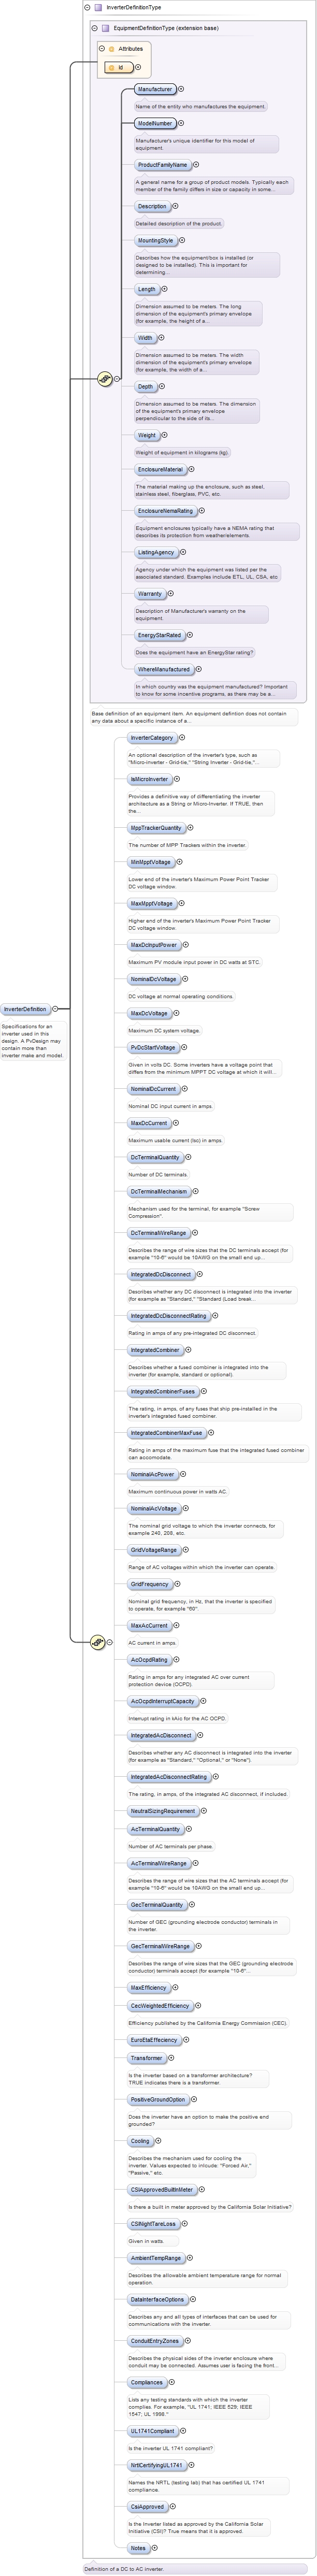 InverterDefinitionType
EquipmentDefinitionType (extension base)
Attributes
id
Manufacturer
Name of the entity who manufactures the equipment.
ModelNumber
Manufacturer's unique identifier for this model of
equipment.
ProductFamilyName
A general name for a group of product models. Typically each
member of the family differs in size or capacity in some...
Description
Detailed description of the product.
MountingStyle
Describes how the equipment/box is installed (or
designed to be installed). This is important for
determining...
Length
Dimension assumed to be meters. The long
dimension of the equipment's primary envelope
(for example, the height of a...
Width
Dimension assumed to be meters. The width
dimension of the equipment's primary envelope
(for example, the width of a...
Depth
Dimension assumed to be meters. The dimension
of the equipment's primary envelope
perpendicular to the side of its...
Weight
Weight of equipment in kilograms (kg).
EnclosureMaterial
The material making up the enclosure, such as steel,
stainless steel, fiberglass, PVC, etc.
EnclosureNemaRating
Equipment enclosures typically have a NEMA rating that
describes its protection from weather/elements.
ListingAgency
Agency under which the equipment was listed per the
associated standard. Examples include ETL, UL, CSA, etc
Warranty
Description of Manufacturer's warranty on the
equipment.
EnergyStarRated
Does the equipment have an EnergyStar rating?
WhereManufactured
In which country was the equipment manufactured? Important
to know for some incentive programs, as there may be a...
Base definition of an equipment item. An equipment definition does not contain
any data about a specific instance of a...
InverterCategory
An optional description of the inverter's type, such as
"Micro-Inverter - Grid-tie," "String Inverter - Grid-tie,"...
IsMicroInverter
Provides a definitive way of differentiating the inverter
architecture as a String or Micro-Inverter. If TRUE, then
the...
MppTrackerQuantity
The number of MPP Trackers within the inverter.
MinMpptVoltage
Lower end of the inverter's Maximum Power Point Tracker
DC voltage window.
MaxMpptVoltage
Higher end of the inverter's Maximum Power Point Tracker
DC voltage window.
MaxDcInputPower
Maximum PV module input power in DC watts at STC.
NominalDcVoltage
DC voltage at normal operating conditions.
MaxDcVoltage
Maximum DC system voltage.
PvDcStartVoltage
Given in volts DC. Some inverters have a voltage point that
differs from the minimum MPPT DC voltage at which it will...
NominalDcCurrent
Nominal DC input current in amps.
MaxDcCurrent
Maximum usable current (Isc) in amps.
DcTerminalQuantity
Number of DC terminals.
DcTerminalMechanism
Mechanism used for the terminal, for example "Screw
Compression".
DcTerminalWireRange
Describes the range of wire sizes that the DC terminals accept (for
example "10-6" would be 10AWG on the small end up...
IntegratedDcDisconnect
Describes whether any DC disconnect is integrated into the inverter
(for example as "Standard," "Standard (Load break...
IntegratedDcDisconnectRating
Rating in amps of any pre-integrated DC disconnect.
IntegratedCombiner
Describes whether a fused combiner is integrated into the
inverter (for example, standard or optional).
IntegratedCombinerFuses
The rating, in amps, of any fuses that ship pre-installed in the
inverter's integrated fused combiner.
IntegratedCombinerMaxFuse
Rating in amps of the maximum fuse that the integrated fused combiner
can accomodate.
NominalAcPower
Maximum continuous power in watts AC.
NominalAcVoltage
The nominal grid voltage to which the inverter connects, for
example 240, 208, etc.
GridVoltageRange
Range of AC voltages within which the inverter can operate.
GridFrequency
Nominal grid frequency, in Hz, that the inverter is specified
to operate, for example "60".
MaxAcCurrent
AC current in amps.
AcOcpdRating
Rating in amps for any integrated AC over current
protection device (OCPD).
AcOcpdInterruptCapacity
Interrupt rating in kAic for the AC OCPD.
IntegratedAcDisconnect
Describes whether any AC disconnect is integrated into the inverter
(for example as "Standard," "Optional," or "None").
IntegratedAcDisconnectRating
The rating, in amps, of the integrated AC disconnect, if included.
NeutralSizingRequirement
AcTerminalQuantity
Number of AC terminals per phase.
AcTerminalWireRange
Describes the range of wire sizes that the AC terminals accept (for
example "10-6" would be 10AWG on the small end up...
GecTerminalQuantity
Number of GEC (grounding electrode conductor) terminals in
the inverter.
GecTerminalWireRange
Describes the range of wire sizes that the GEC (grounding electrode
conductor) terminals accept (for example "10-6"...
MaxEfficiency
CecWeightedEfficiency
Efficiency published by the California Energy Commission (CEC).
EuroEtaEffeciency
Transformer
Is the inverter based on a transformer architecture?
TRUE indicates there is a transformer.
PositiveGroundOption
Does the inverter have an option to make the positive end
grounded?
Cooling
Describes the mechanism used for cooling the
inverter. Values expected to inlcude: "Forced Air,"
"Passive," etc.
CSIApprovedBuiltInMeter
Is there a built in meter approved by the California Solar Initiative?
CSINightTareLoss
Given in watts.
AmbientTempRange
Describes the allowable ambient temperature range for normal
operation.
DataInterfaceOptions
Describes any and all types of interfaces that can be used for
communications with the inverter.
ConduitEntryZones
Describes the physical sides of the inverter enclosure where
conduit may be connected. Assumes user is facing the front...
Compliances
Lists any testing standards with which the inverter
complies. For example, "UL 1741; IEEE 529; IEEE
1547; UL 1998."
UL1741Compliant
Is the inverter UL 1741 compliant?
NrtlCertifyingUL1741
Names the NRTL (testing lab) that has certified UL 1741
compliance.
CsiApproved
Is the inverter listed as approved by the California Solar
Initiative (CSI)? True means that it is approved.
Notes
Definition of a DC to AC inverter.
InverterDefinition
Specifications for an
inverter used in this
design. A PvDesign may
contain more than
inverter make and model.